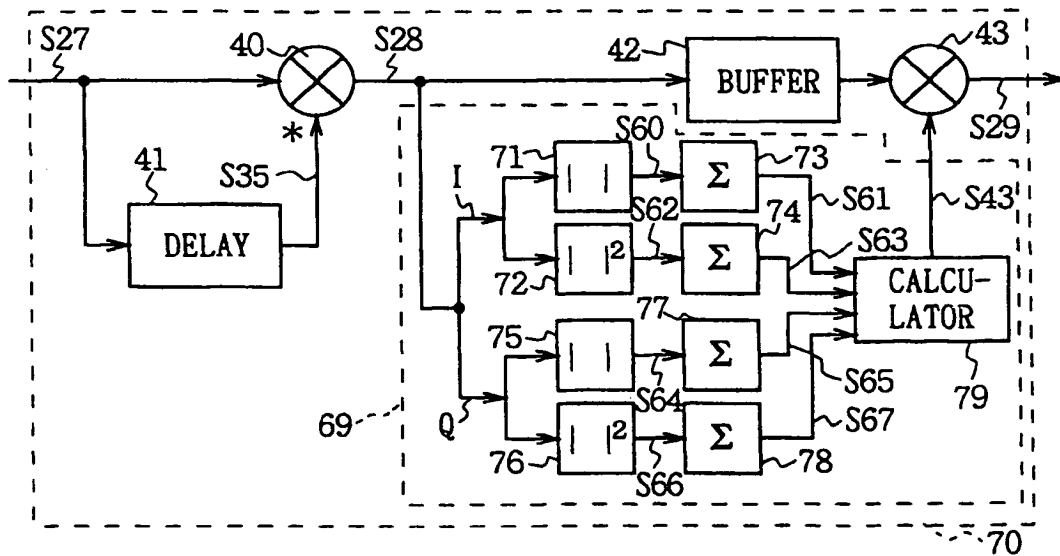 S27
40
S28
42
43
BUFFER
S29
*
S35
41
DELAY
I
71
| |
S60
Σ
73
S61
S43
72
| |²
S62
Σ
74
S63
CALCU-
LATOR
79
75
| |
S64
77
Σ
S65
Q
76
| |²
S66
Σ
78
S67
69
70